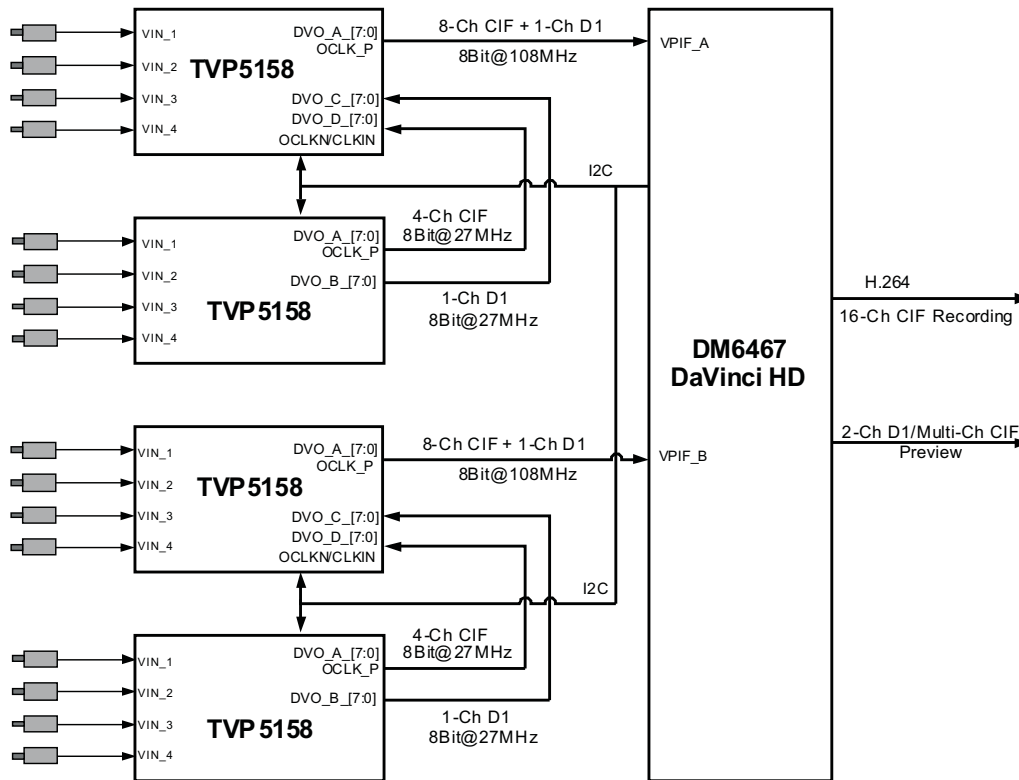 VIN_1
VIN_2
VIN_3
VIN_4
TVP5158
DVO_A_[7:0]
OCLK_P
DVO_C_[7:0]
DVO_D_[7:0]
OCLKN/CLKIN
8-Ch CIF + 1-Ch D1
8Bit@108MHz
VPIF_A
I2C
VIN_1
VIN_2
VIN_3
VIN_4
TVP5158
DVO_A_[7:0]
OCLK_P
DVO_B_[7:0]
4-Ch CIF
8Bit@27MHz
1-Ch D1
8Bit@27MHz
DM6467
DaVinci HD
H.264
16-Ch CIF Recording
2-Ch D1/Multi-Ch CIF
Preview
VIN_1
VIN_2
VIN_3
VIN_4
TVP5158
DVO_A_[7:0]
OCLK_P
DVO_C_[7:0]
DVO_D_[7:0]
OCLKN/CLKIN
8-Ch CIF + 1-Ch D1
8Bit@108MHz
VPIF_B
I2C
VIN_1
VIN_2
VIN_3
VIN_4
TVP5158
DVO_A_[7:0]
OCLK_P
DVO_B_[7:0]
4-Ch CIF
8Bit@27MHz
1-Ch D1
8Bit@27MHz